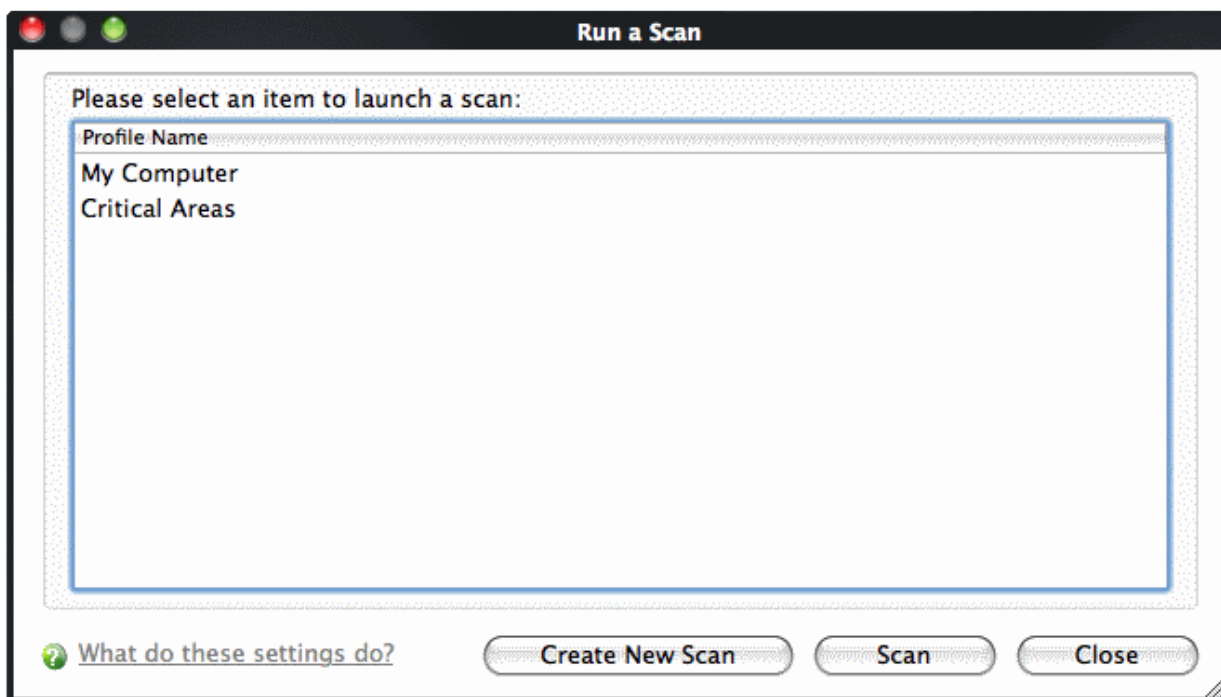 Run a Scan
Please select an item to launch a scan:
Profile Name
My Computer
Critical Areas
What do these settings do?
Create New Scan
Scan
Close